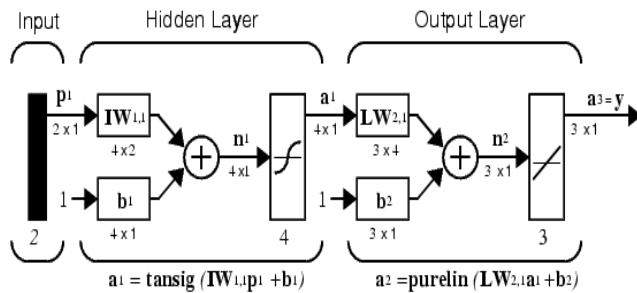 Input Hidden Layer Output Layer
p1 a1 a3 = y
IW1,1 LW2,1
2 x 1 4 x 1 3 x 1
n1 n2
4 x2 3 x 4
4 x1 3 x 1
1 b1 1 b2
2 4 x 1 4 3 x 1 3
a1 = tansig (IW1,1p1 +b1) a2 =purelin (LW2,1a1 +b2)